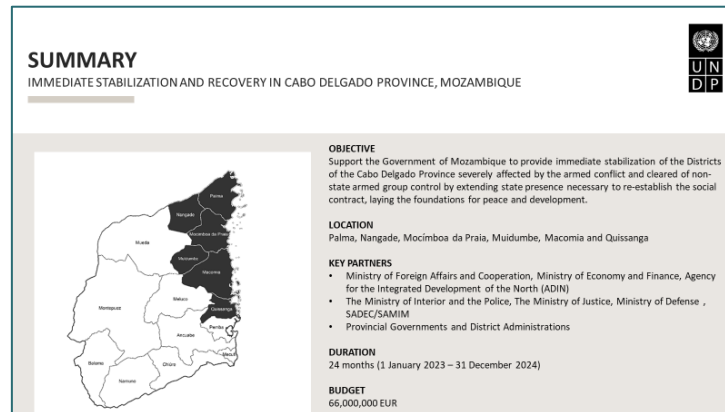 SUMMARY
IMMEDIATE STABILIZATION AND RECOVERY IN CABO DELGADO PROVINCE, MOZAMBIQUE
U N
D P
OBJECTIVE
Support the Government of Mozambique to provide immediate stabilization of the Districts
of the Cabo Delgado Province severely affected by the armed conflict and cleared of non-
state armed group control by extending state presence necessary to re-establish the social
contract, laying the foundations for peace and development.
LOCATION
Palma, Nangade, Mocímboa da Praia, Muidumbe, Macomia and Quissanga
KEY PARTNERS
• Ministry of Foreign Affairs and Cooperation, Ministry of Economy and Finance, Agency
for the Integrated Development of the North (ADIN)
• The Ministry of Interior and the Police, The Ministry of Justice, Ministry of Defense ,
SADEC/SAMIM
• Provincial Governments and District Administrations
DURATION
24 months (1 January 2023 – 31 December 2024)
BUDGET
66,000,000 EUR
Palma
Nangade
Mocimboa da Praia
Mueda
Muidumbe
Macomia
Meluco
Montepuez
Quissanga
Pemba
Ancuabe
Mecufi
Balama
Chiure
Namuno